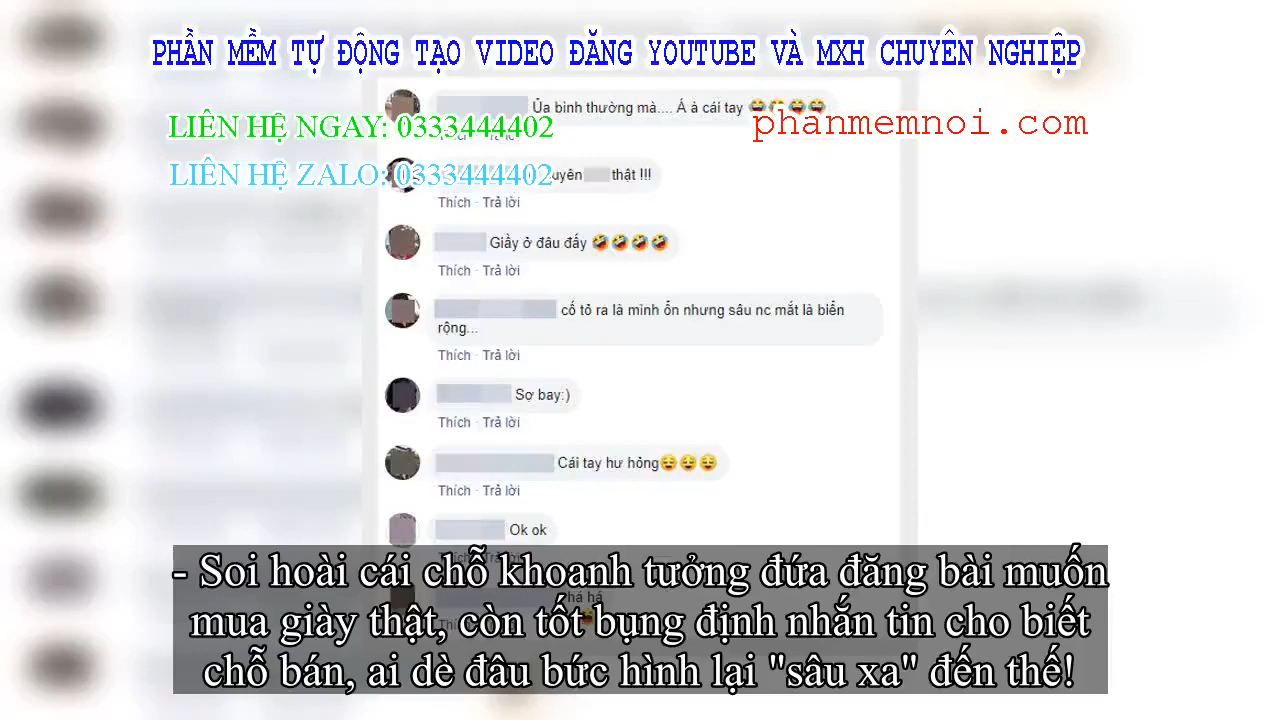 PHẦN MỀM TỰ ĐỘNG TẠO VIDEO ĐĂNG YOUTUBE VÀ MXH CHUYÊN NGHIỆP
Ủa bình thường mà.... Á à cái tay 😂😂😂😂
LIÊN HỆ NGAY: 0333444402
phanmemnoi.com
LIÊN HỆ ZALO: 0333444402
thật !!!
Thích · Trả lời
Giầy ở đâu đấy 🤣🤣🤣🤣
Thích · Trả lời
cố tỏ ra là mình ổn nhưng sâu nc mắt là biển
rộng...
Thích · Trả lời
Sợ bay:)
Thích · Trả lời
Cái tay hư hỏng😌😌😌
Thích · Trả lời
Ok ok
há há
- Soi hoài cái chỗ khoanh tưởng đứa đăng bài muốn
mua giày thật, còn tốt bụng định nhắn tin cho biết
chỗ bán, ai dè đâu bức hình lại "sâu xa" đến thế!